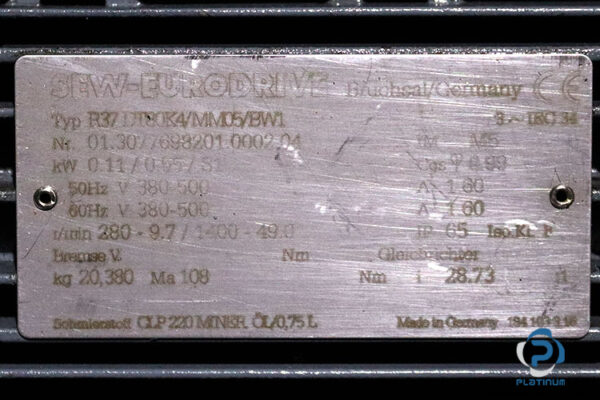 SEW-EURODRIVE Bruchsal/Germany CE
Typ R37 DT80K4/MM05/BW1 3 ~ IEC 34
Nr. 01.3077698201.0002.04 IM M5
kW 0.11 / 0.55 / S1
50Hz V 380-500 A 1.60
60Hz V 380-500 A 1.60
r/min 280 - 9.7 / 1400 - 49.0 IP 65 Iso.Kl. F
Bremse V. Nm Gleichrichter
kg 20,380 Ma 108 Nm i 28.73
Schmierstoff CLP 220 MINER. ÖL/0,75 L Made in Germany
PLATINUM